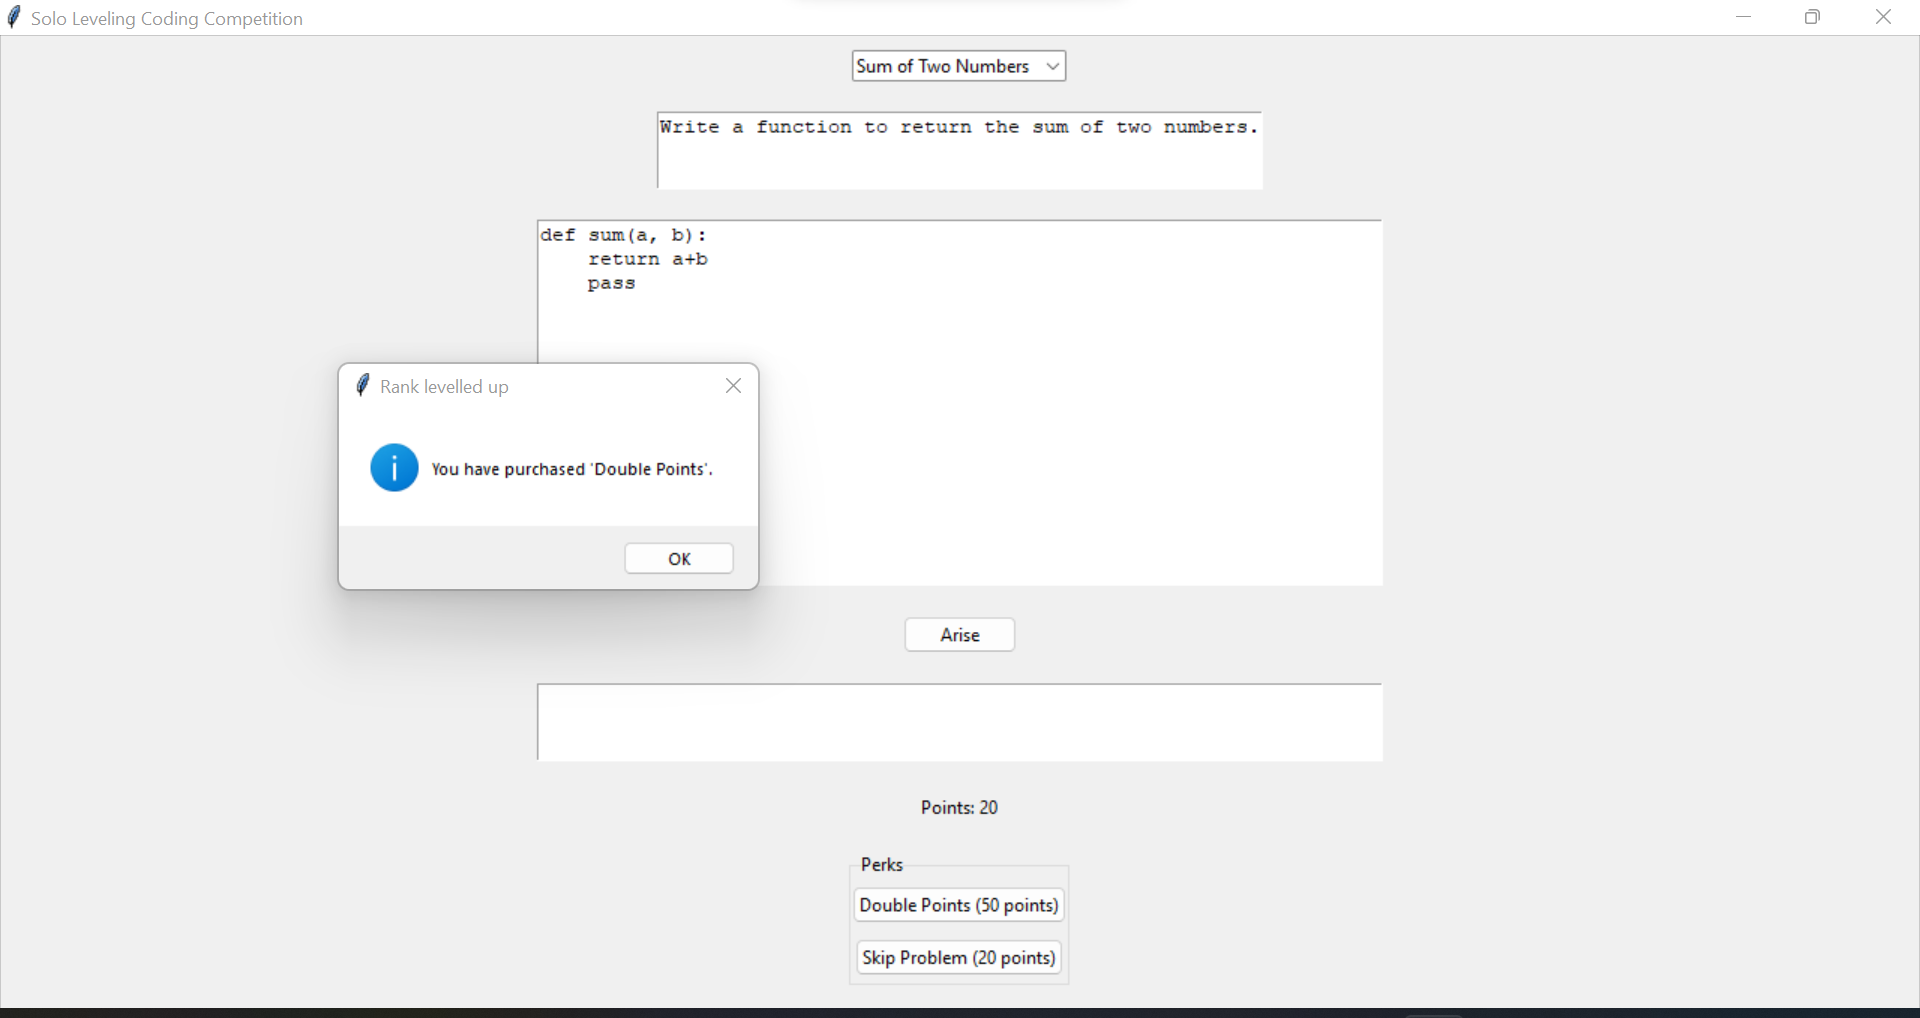 Solo Leveling Coding Competition
Sum of Two Numbers
Write a function to return the sum of two numbers.
def sum(a, b):
    return a+b
    pass
Rank levelled up
You have purchased 'Double Points'.
OK
Arise
Points: 20
Perks
Double Points (50 points)
Skip Problem (20 points)